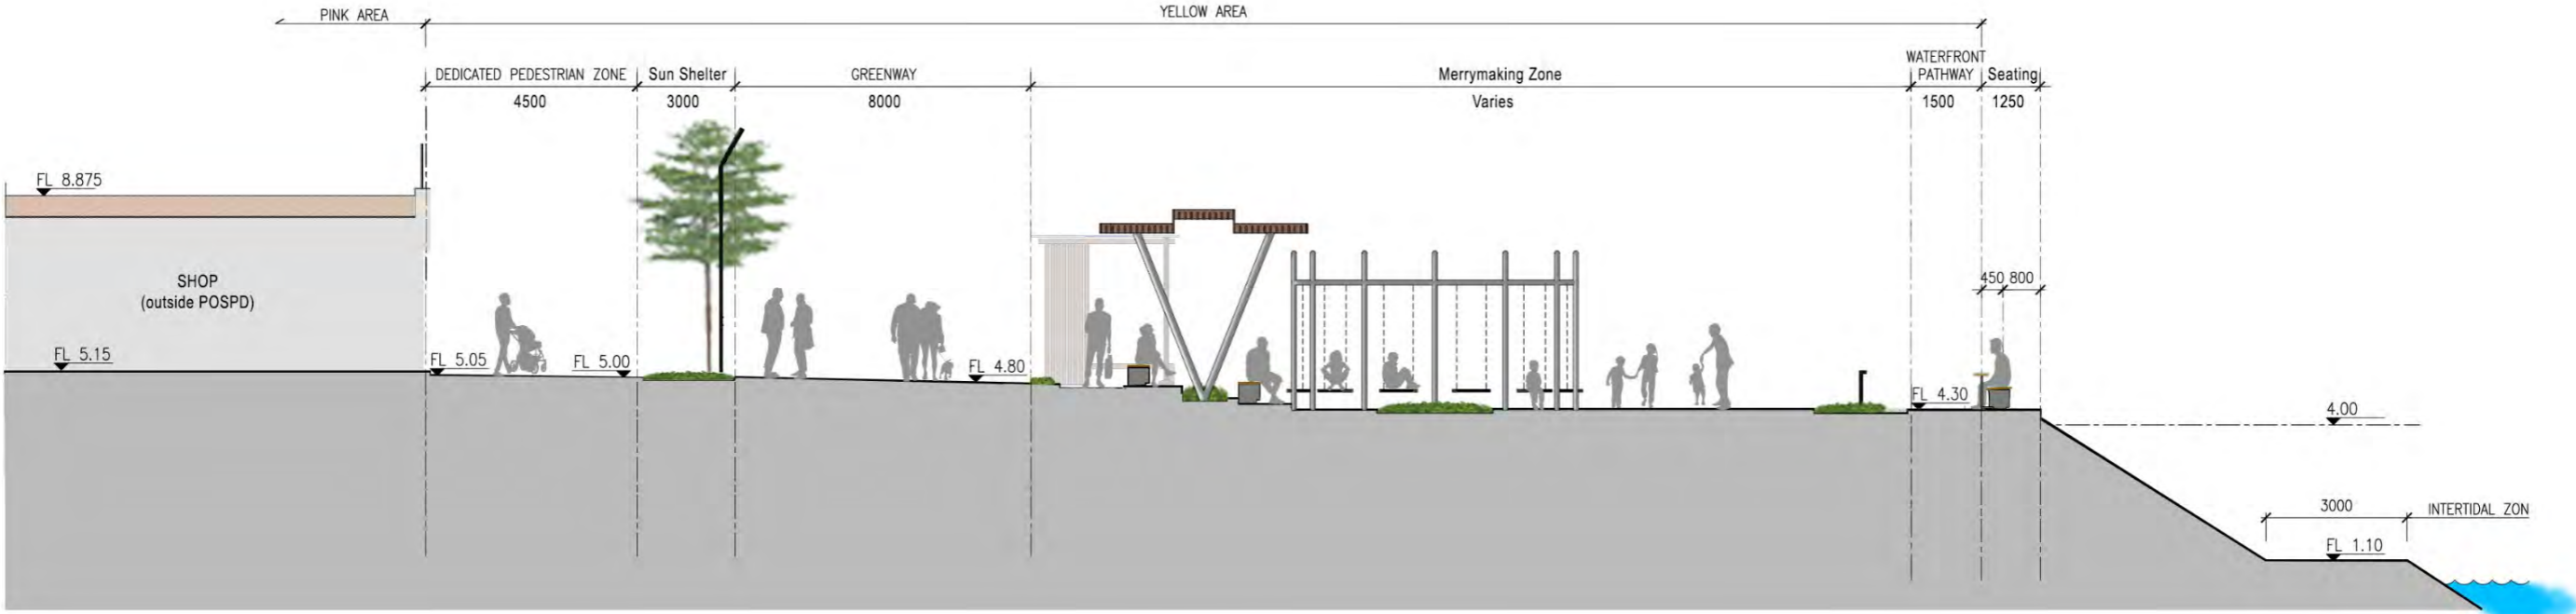 PINK AREA
YELLOW AREA
DEDICATED PEDESTRIAN ZONE
Sun Shelter
GREENWAY
Merrymaking Zone
WATERFRONT
PATHWAY
Seating
4500
3000
8000
Varies
1500
1250
FL 8.875
SHOP
(outside POSPD)
450 800
FL 5.15
FL 5.05
FL 5.00
FL 4.80
FL 4.30
4.00
3000
INTERTIDAL ZON
FL 1.10